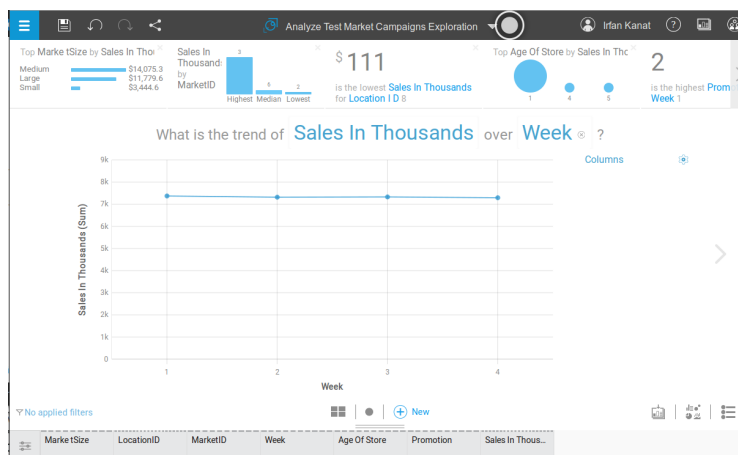 Analyze Test Market Campaigns Exploration
Irfan Kanat
?
Top Marke tSize by Sales In Thou
Medium $14,075.3
Large $11,779.6
Small $3,444.6
Sales In
Thousand:
by
MarketID
3
5
2
Highest Median Lowest
$111
is the lowest Sales In Thousands
for Location I D 8
Top Age Of Store by Sales In Thc
1 4 5
2
is the highest Prom
Week 1
What is the trend of Sales In Thousands over Week ?
Columns
9k
8k
7k
6k
5k
4k
3k
2k
1k
0
Sales In Thousands (Sum)
1 2 3 4
Week
No applied filters
New
Marke tSize LocationID MarketID Week Age Of Store Promotion Sales In Thous...